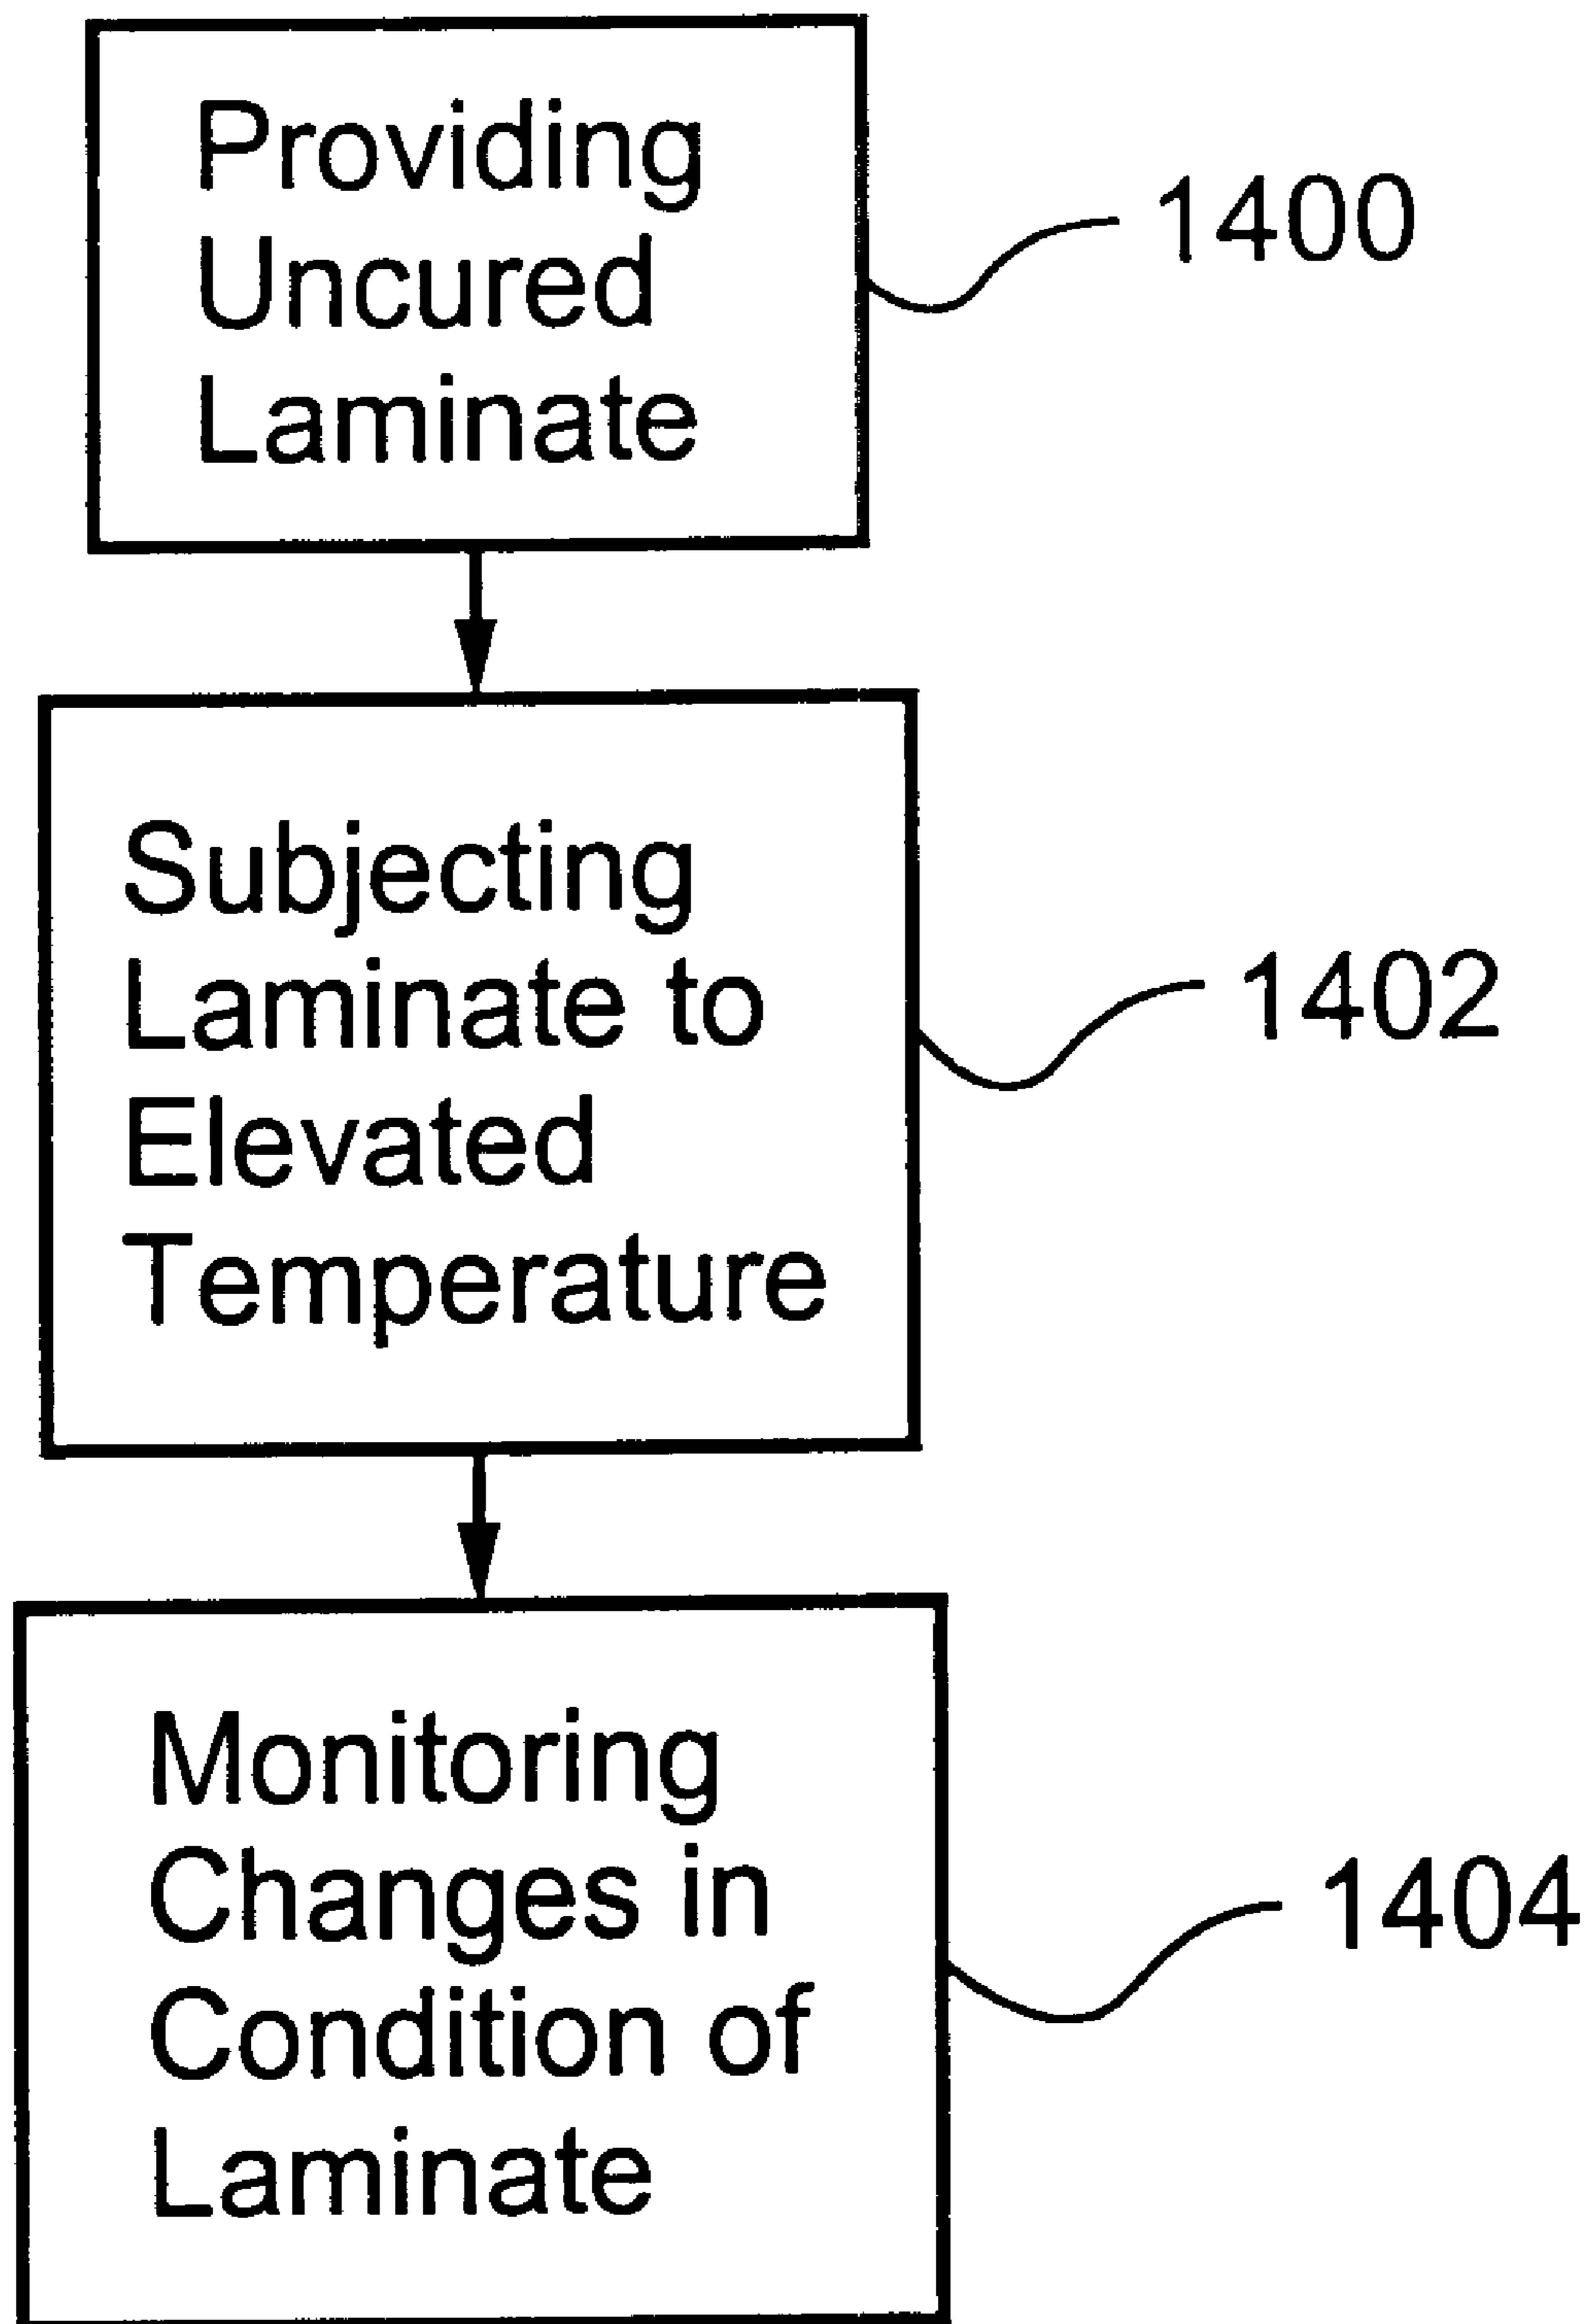 Providing
Uncured
Laminate
1400
Subjecting
Laminate to
Elevated
Temperature
1402
Monitoring
Changes in
Condition of
Laminate
1404